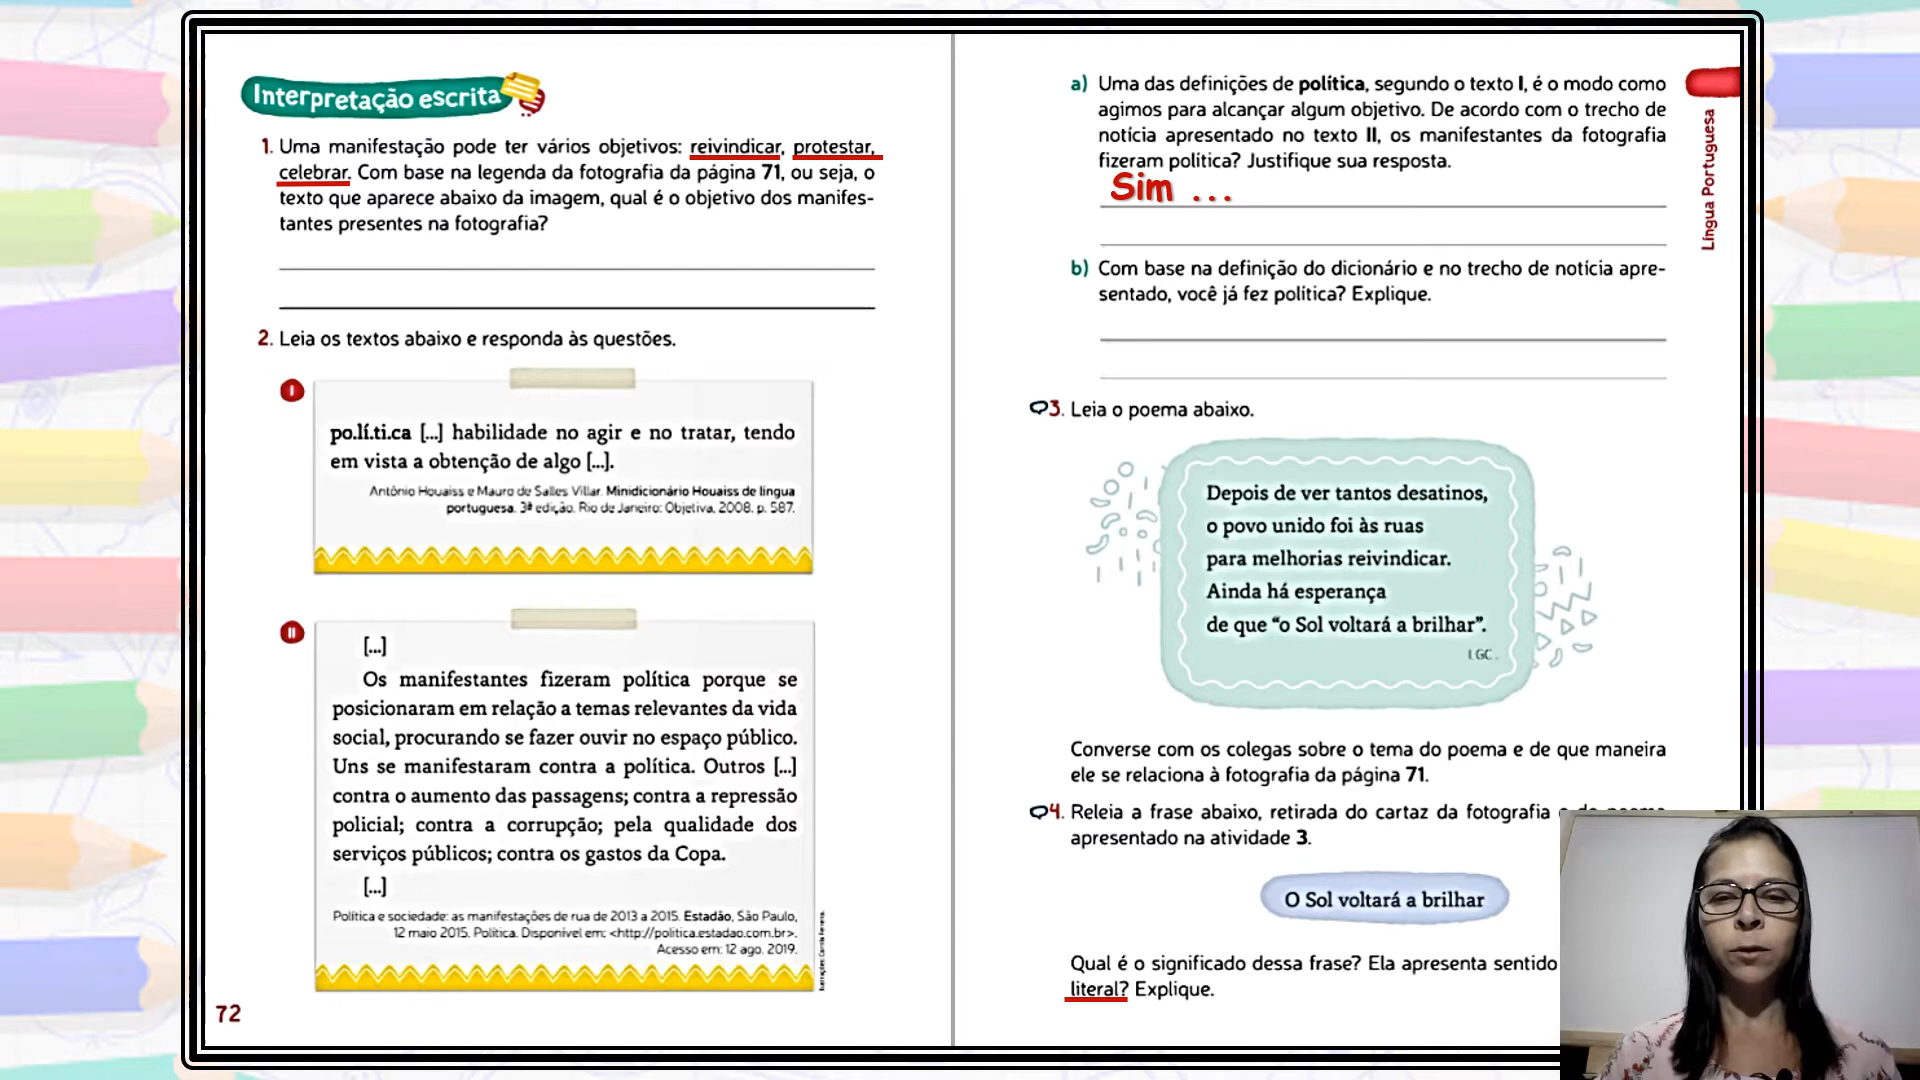 Interpretação escrita
1. Uma manifestação pode ter vários objetivos: reivindicar, protestar,
celebrar. Com base na legenda da fotografia da página 71, ou seja, o
texto que aparece abaixo da imagem, qual é o objetivo dos manifes-
tantes presentes na fotografia?
2. Leia os textos abaixo e responda às questões.
I
po.lí.ti.ca [...] habilidade no agir e no tratar, tendo
em vista a obtenção de algo [...].
Antônio Houaiss e Mauro de Salles Villar. Minidicionário Houaiss de língua
portuguesa. 3ª edição. Rio de Janeiro: Objetiva, 2008. p. 587.
II
[...]
Os manifestantes fizeram política porque se
posicionaram em relação a temas relevantes da vida
social, procurando se fazer ouvir no espaço público.
Uns se manifestaram contra a política. Outros [...]
contra o aumento das passagens; contra a repressão
policial; contra a corrupção; pela qualidade dos
serviços públicos; contra os gastos da Copa.
[...]
Política e sociedade: as manifestações de rua de 2013 a 2015. Estadão, São Paulo,
12 maio 2015. Política. Disponível em: <http://politica.estadao.com.br>.
Acesso em: 12 ago. 2019.
72
a) Uma das definições de política, segundo o texto I, é o modo como
agimos para alcançar algum objetivo. De acordo com o trecho de
notícia apresentado no texto II, os manifestantes da fotografia
fizeram política? Justifique sua resposta.
Sim ...
b) Com base na definição do dicionário e no trecho de notícia apre-
sentado, você já fez política? Explique.
3. Leia o poema abaixo.
Depois de ver tantos desatinos,
o povo unido foi às ruas
para melhorias reivindicar.
Ainda há esperança
de que “o Sol voltará a brilhar”.
I.GC.
Converse com os colegas sobre o tema do poema e de que maneira
ele se relaciona à fotografia da página 71.
4. Releia a frase abaixo, retirada do cartaz da fotografia
apresentado na atividade 3.
O Sol voltará a brilhar
Qual é o significado dessa frase? Ela apresenta sentido
literal? Explique.
Língua Portuguesa